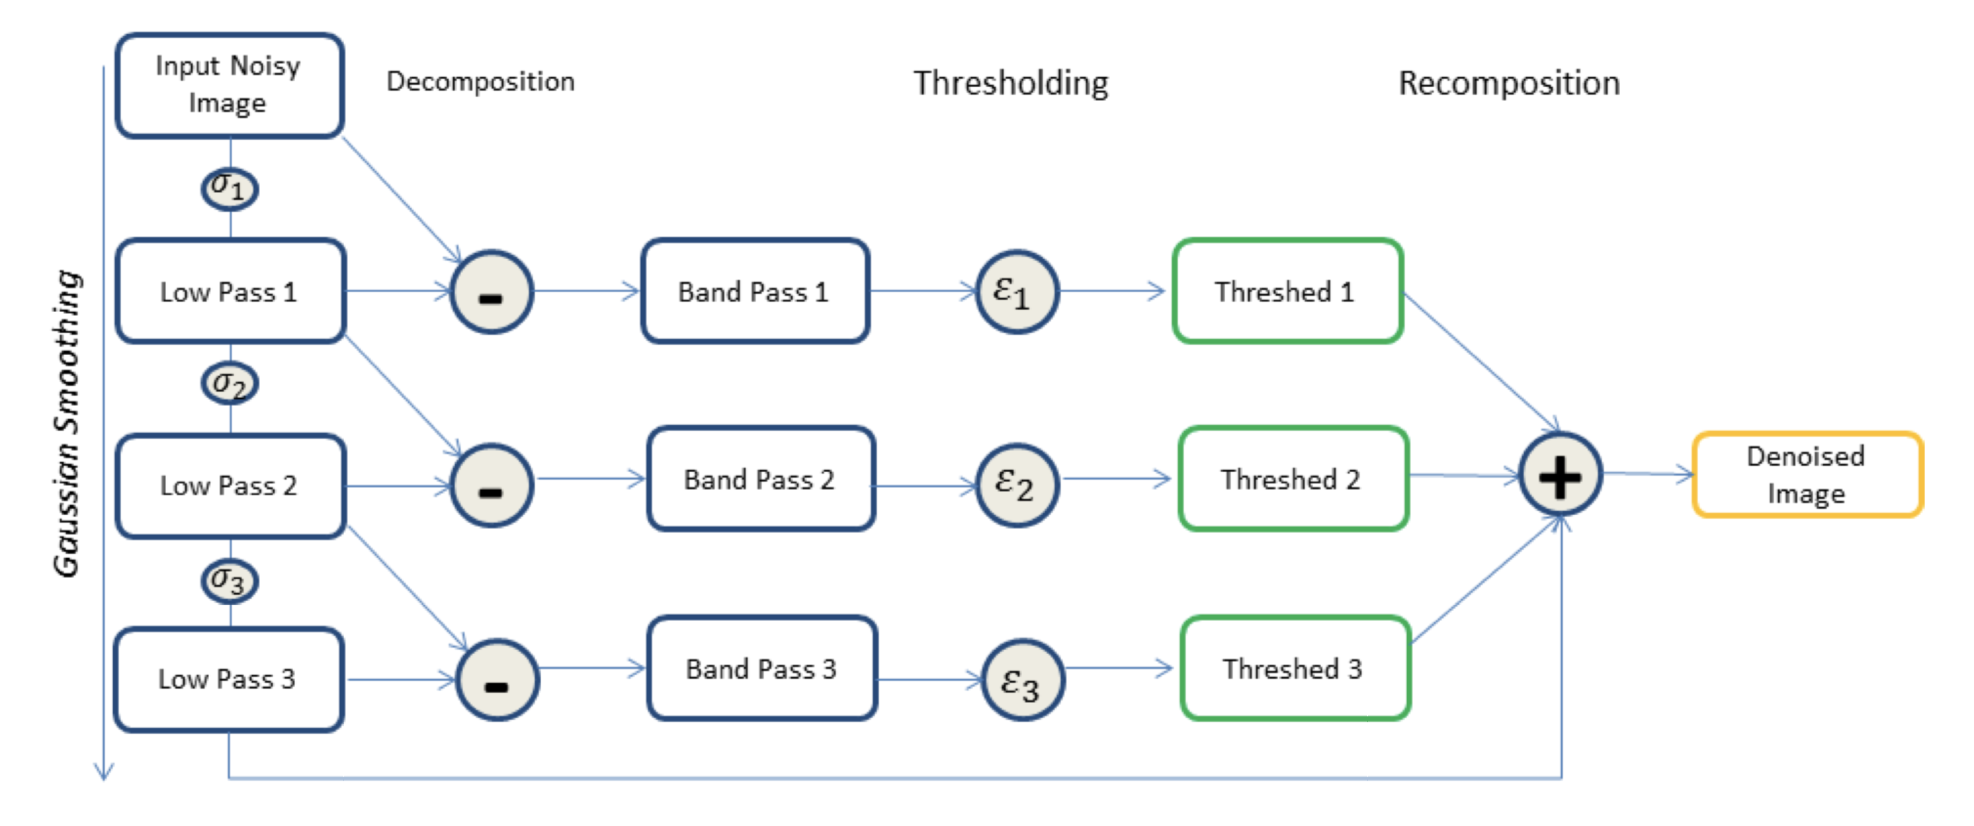 Input Noisy
Image
Decomposition
Thresholding
Recomposition
σ₁
Gaussian Smoothing
Low Pass 1
-
Band Pass 1
ε₁
Threshed 1
σ₂
Low Pass 2
-
Band Pass 2
ε₂
Threshed 2
+
Denoised
Image
σ₃
Low Pass 3
-
Band Pass 3
ε₃
Threshed 3